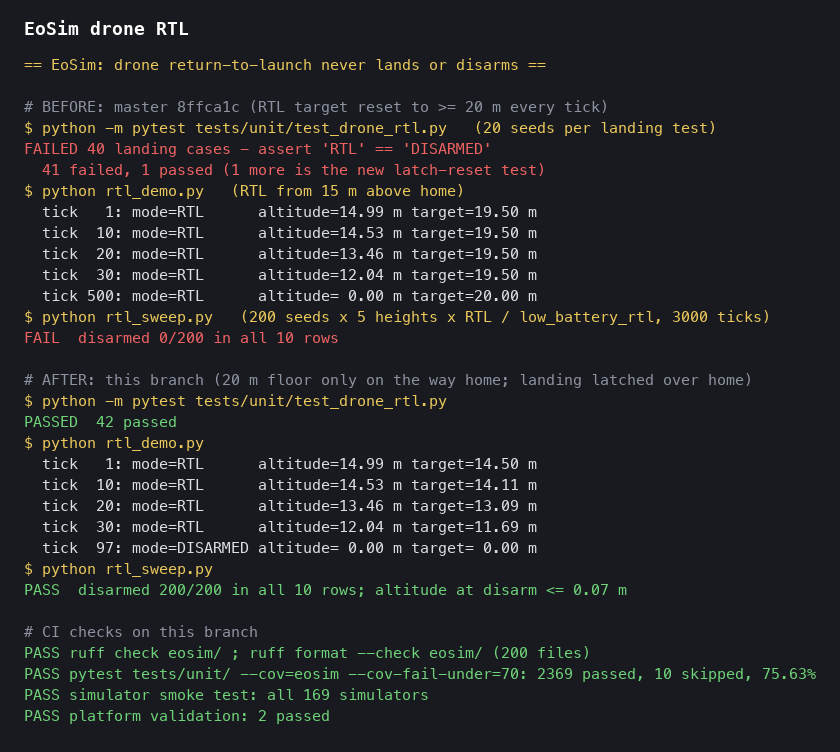 EoSim drone RTL
== EoSim: drone return-to-launch never lands or disarms ==
# BEFORE: master 8ffca1c (RTL target reset to >= 20 m every tick)
$ python -m pytest tests/unit/test_drone_rtl.py   (20 seeds per landing test)
FAILED 40 landing cases - assert 'RTL' == 'DISARMED'
  41 failed, 1 passed (1 more is the new latch-reset test)
$ python rtl_demo.py   (RTL from 15 m above home)
  tick   1: mode=RTL      altitude=14.99 m target=19.50 m
  tick  10: mode=RTL      altitude=14.53 m target=19.50 m
  tick  20: mode=RTL      altitude=13.46 m target=19.50 m
  tick  30: mode=RTL      altitude=12.04 m target=19.50 m
  tick 500: mode=RTL      altitude= 0.00 m target=20.00 m
$ python rtl_sweep.py   (200 seeds x 5 heights x RTL / low_battery_rtl, 3000 ticks)
FAIL  disarmed 0/200 in all 10 rows
# AFTER: this branch (20 m floor only on the way home; landing latched over home)
$ python -m pytest tests/unit/test_drone_rtl.py
PASSED  42 passed
$ python rtl_demo.py
  tick   1: mode=RTL      altitude=14.99 m target=14.50 m
  tick  10: mode=RTL      altitude=14.53 m target=14.11 m
  tick  20: mode=RTL      altitude=13.46 m target=13.09 m
  tick  30: mode=RTL      altitude=12.04 m target=11.69 m
  tick  97: mode=DISARMED altitude= 0.00 m target= 0.00 m
$ python rtl_sweep.py
PASS  disarmed 200/200 in all 10 rows; altitude at disarm <= 0.07 m
# CI checks on this branch
PASS ruff check eosim/ ; ruff format --check eosim/ (200 files)
PASS pytest tests/unit/ --cov=eosim --cov-fail-under=70: 2369 passed, 10 skipped, 75.63%
PASS simulator smoke test: all 169 simulators
PASS platform validation: 2 passed